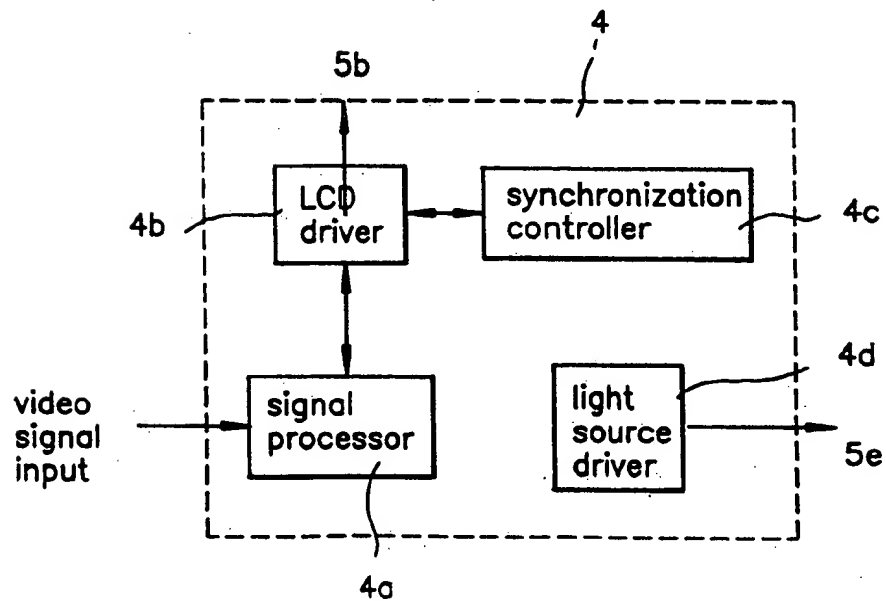 4
5b
LCD
driver
4b
synchronization
controller
4c
4d
video
signal
input
signal
processor
light
source
driver
5e
4a